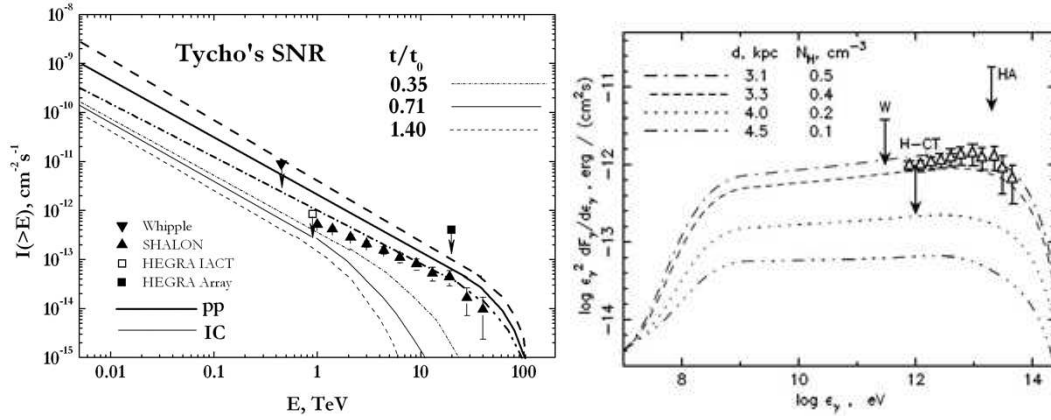 Tycho's SNR
t/t₀
0.35
0.71
1.40
Whipple
SHALON
HEGRA IACT
HEGRA Array
PP
IC
I(>E), cm⁻² s⁻¹
10⁻⁸
10⁻⁹
10⁻¹⁰
10⁻¹¹
10⁻¹²
10⁻¹³
10⁻¹⁴
10⁻¹⁵
0.01 0.1 1 10 100
E, TeV
d, kpc N_H, cm⁻³
3.1 0.5
3.3 0.4
4.0 0.2
4.5 0.1
HA
W
H-CT
log ε_γ² dF_γ/dε_γ, erg / (cm²s)
-11
-12
-13
-14
8 10 12 14
log ε_γ , eV